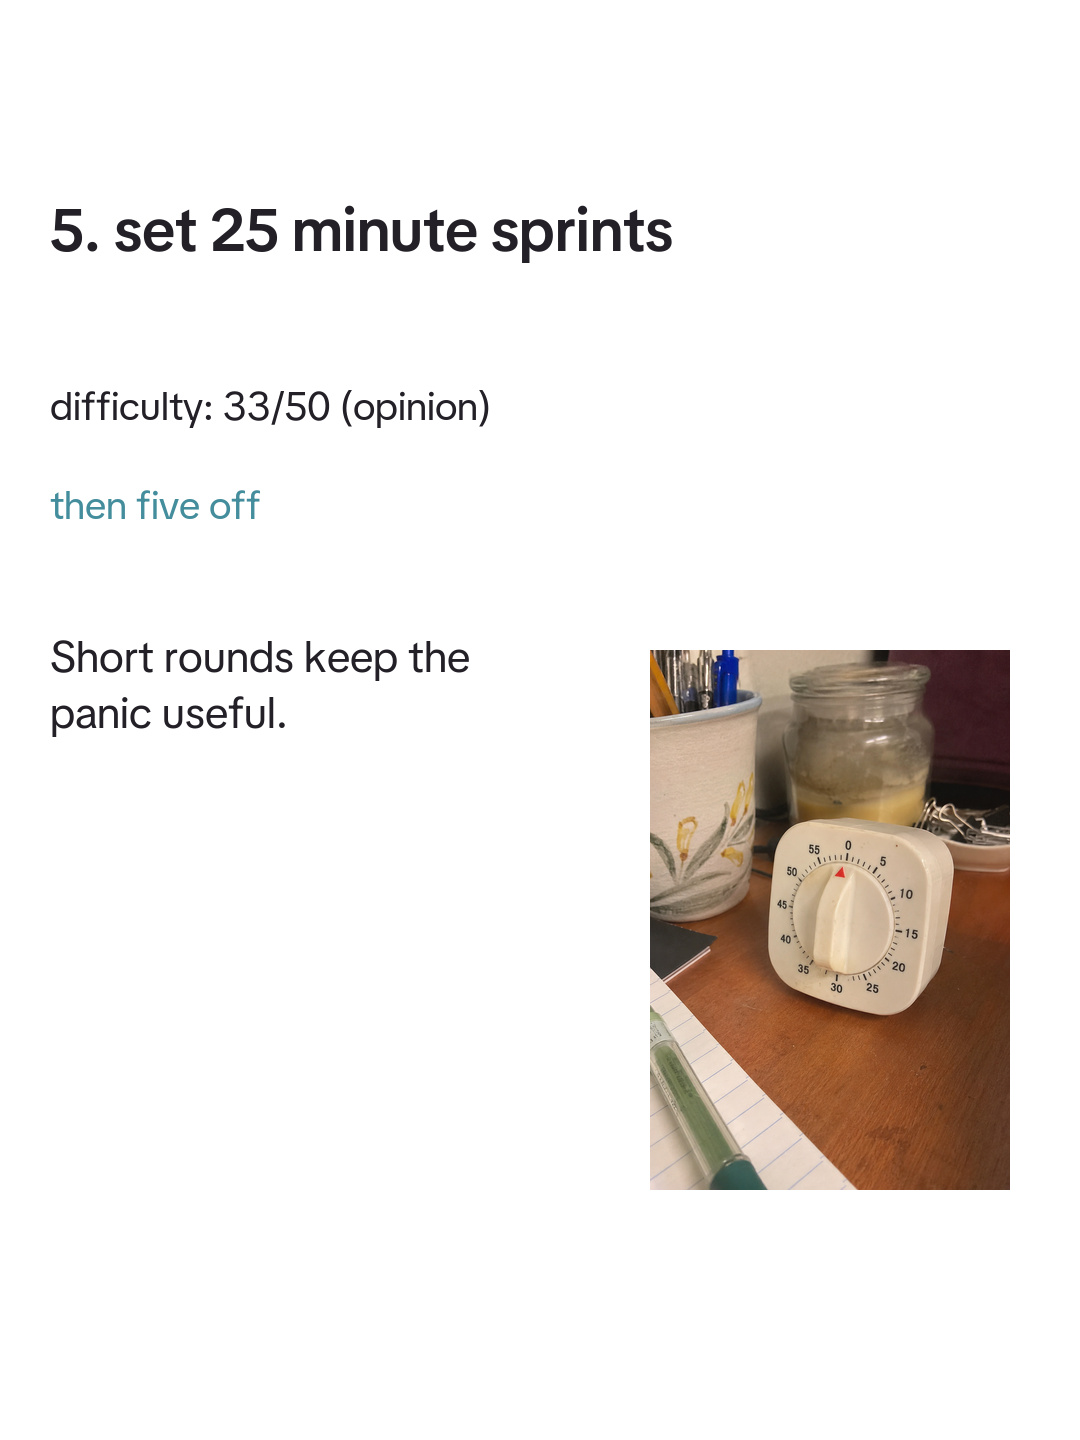 5. set 25 minute sprints
difficulty: 33/50 (opinion)
then five off
Short rounds keep the
panic useful.
0
5
10
15
20
25
30
35
40
45
50
55